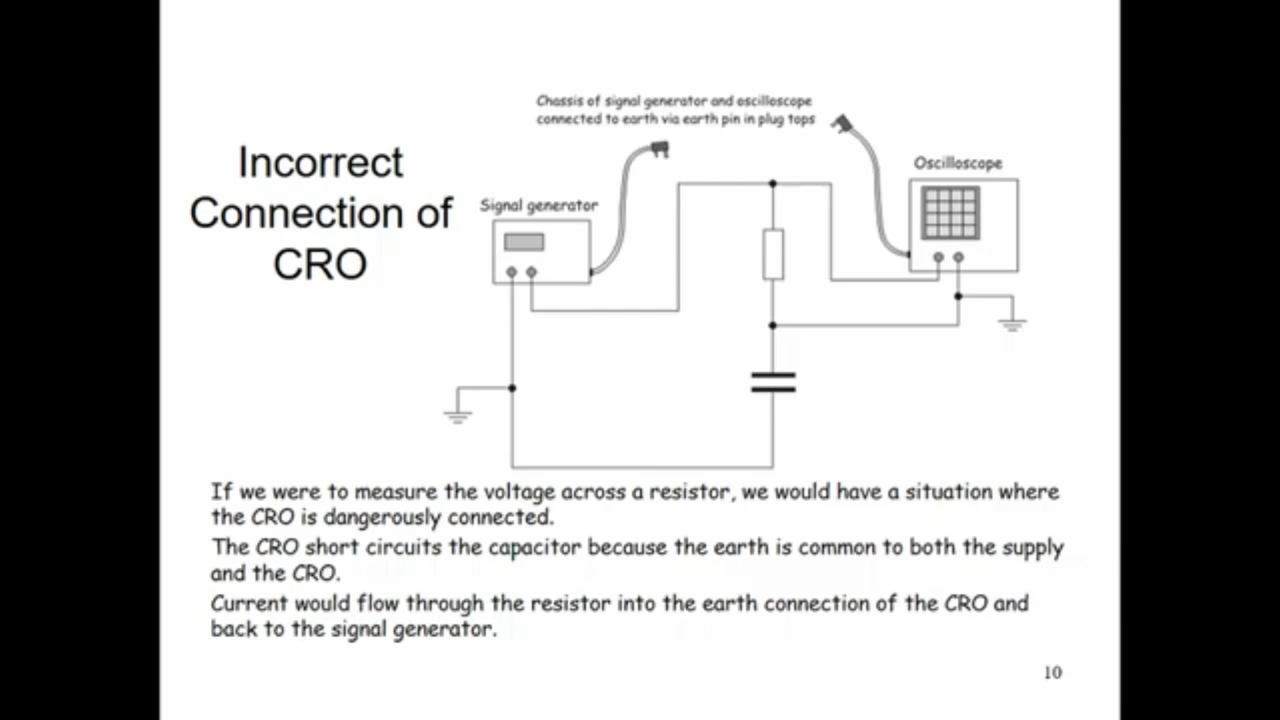 Chassis of signal generator and oscilloscope
connected to earth via earth pin in plug tops
Incorrect
Connection of
CRO
Signal generator
Oscilloscope
If we were to measure the voltage across a resistor, we would have a situation where
the CRO is dangerously connected.
The CRO short circuits the capacitor because the earth is common to both the supply
and the CRO.
Current would flow through the resistor into the earth connection of the CRO and
back to the signal generator.
10